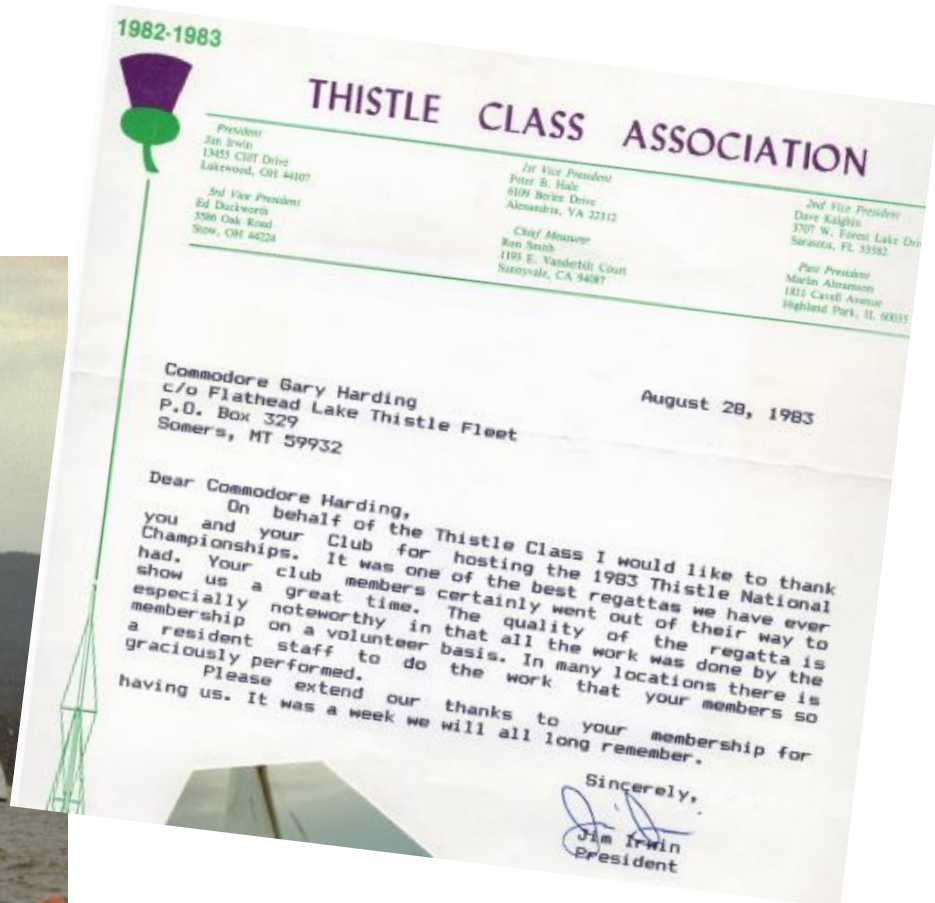 1982-1983
THISTLE CLASS ASSOCIATION
President
Jim Irwin
13455 Cliff Drive
Lakewood, OH 44107
3rd Vice President
Ed Duckworth
3586 Oak Road
Stow, OH 44224
1st Vice President
Peter B. Hale
6109 Drive
Alexandria, VA 22312
Chief Measurer
Ron Smith
1193 E. Vanderbilt Court
Sunnyvale, CA 94087
2nd Vice President
Dave
3707 W. Forest Lake
Sarasota, FL 33582
Past President
1811 Cavell Avenue
Highland Park, IL 60035
August 28, 1983
Commodore Gary Harding
c/o Flathead Lake Thistle Fleet
P.O. Box 329
Somers, MT 59932
Dear Commodore Harding,
On behalf of the Thistle Class I would like to thank
you and your Club for hosting the 1983 Thistle National
Championships. It was one of the best regattas we have ever
had. Your club members certainly went out of their way to
show us a great time. The quality of the regatta is
especially noteworthy in that all the work was done by the
membership on a volunteer basis. In many locations there is
a resident staff to do the work that your members so
graciously performed.
Please extend our thanks to your membership for
having us. It was a week we will all long remember.
Sincerely,
Jim Irwin
President